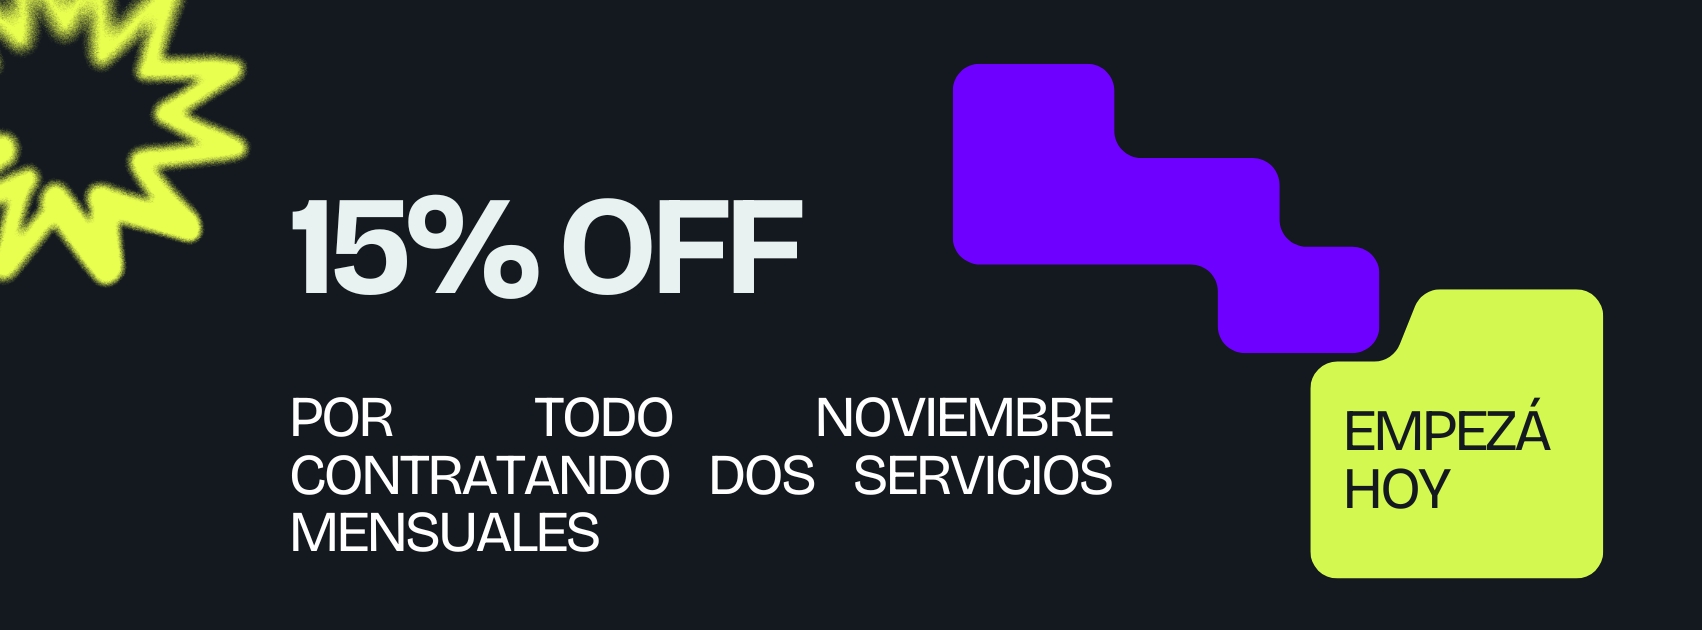 15% OFF
POR TODO NOVIEMBRE
CONTRATANDO DOS SERVICIOS
MENSUALES
EMPEZÁ
HOY